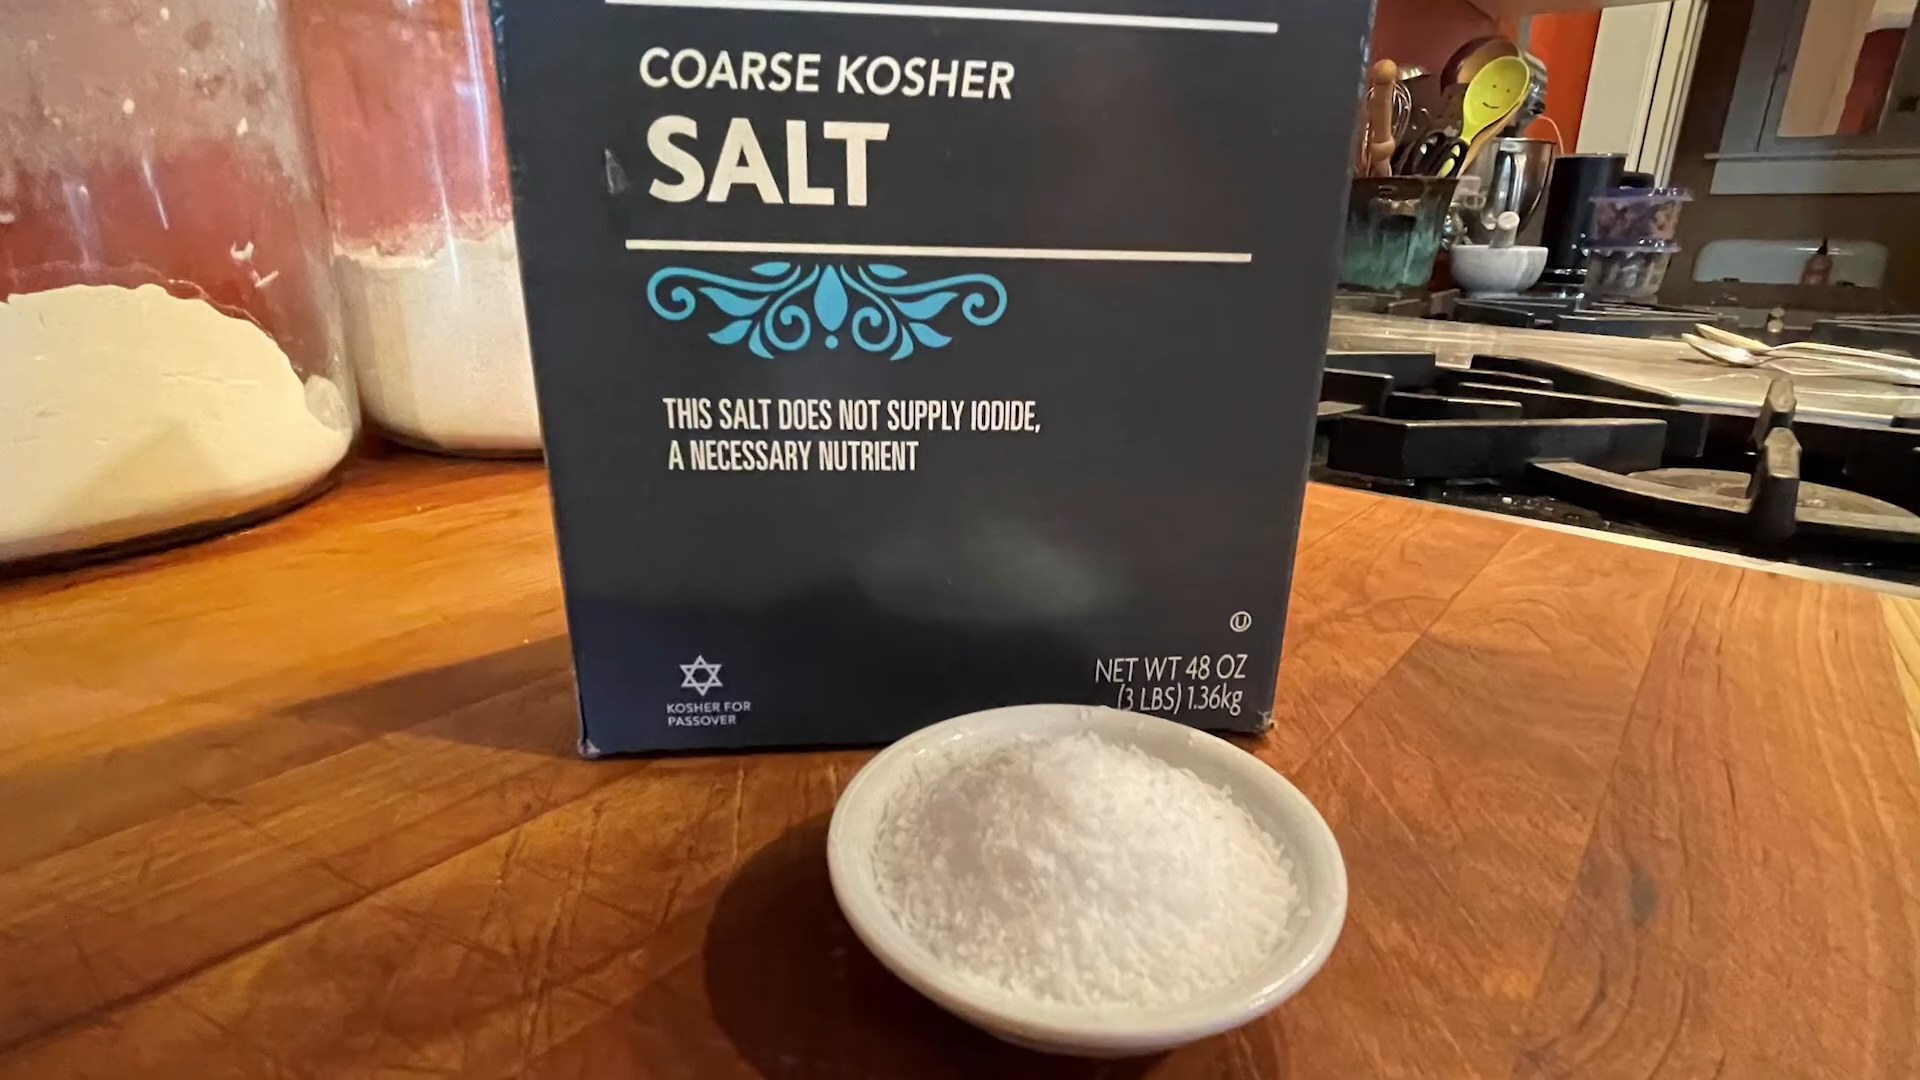 COARSE KOSHER
SALT
THIS SALT DOES NOT SUPPLY IODIDE,
A NECESSARY NUTRIENT
U
NET WT 48 OZ
(3 LBS) 1.36kg
KOSHER FOR
PASSOVER